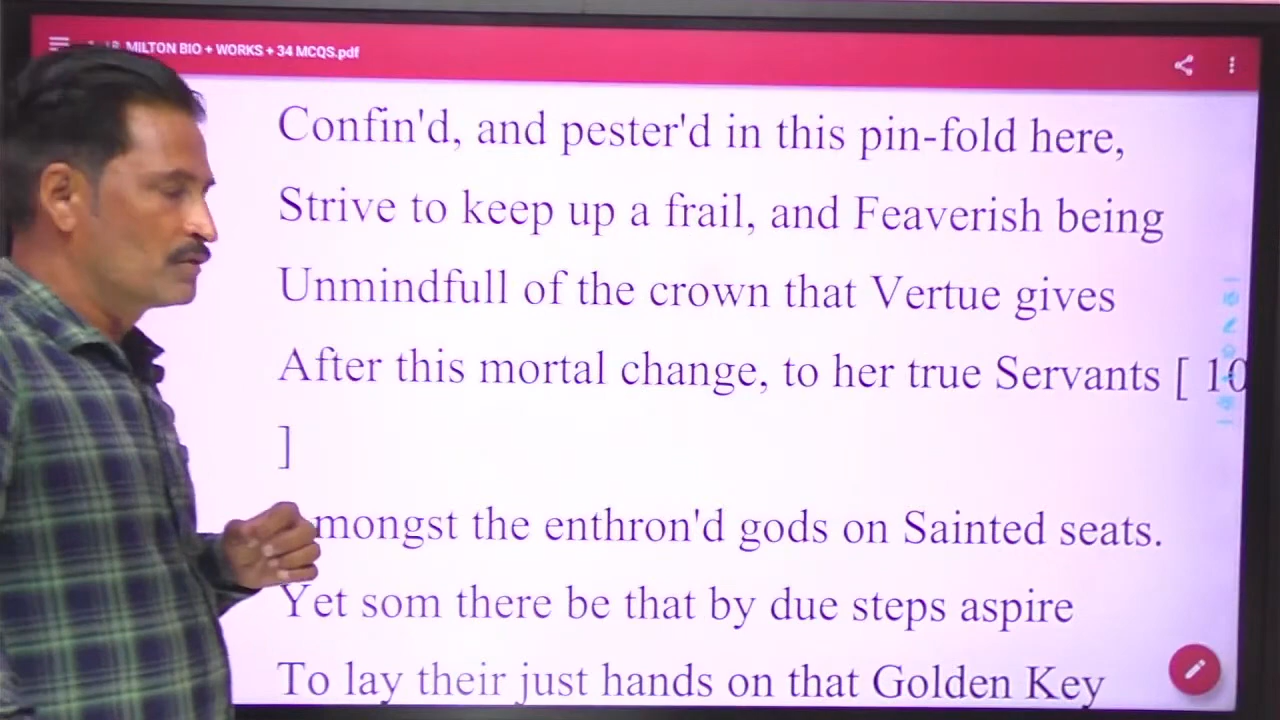 MILTON BIO + WORKS + 34 MCQS.pdf
Confin'd, and pester'd in this pin-fold here,
Strive to keep up a frail, and Feaverish being
Unmindfull of the crown that Vertue gives
After this mortal change, to her true Servants [ 10
]
mongst the enthron'd gods on Sainted seats.
Yet som there be that by due steps aspire
To lay their just hands on that Golden Key